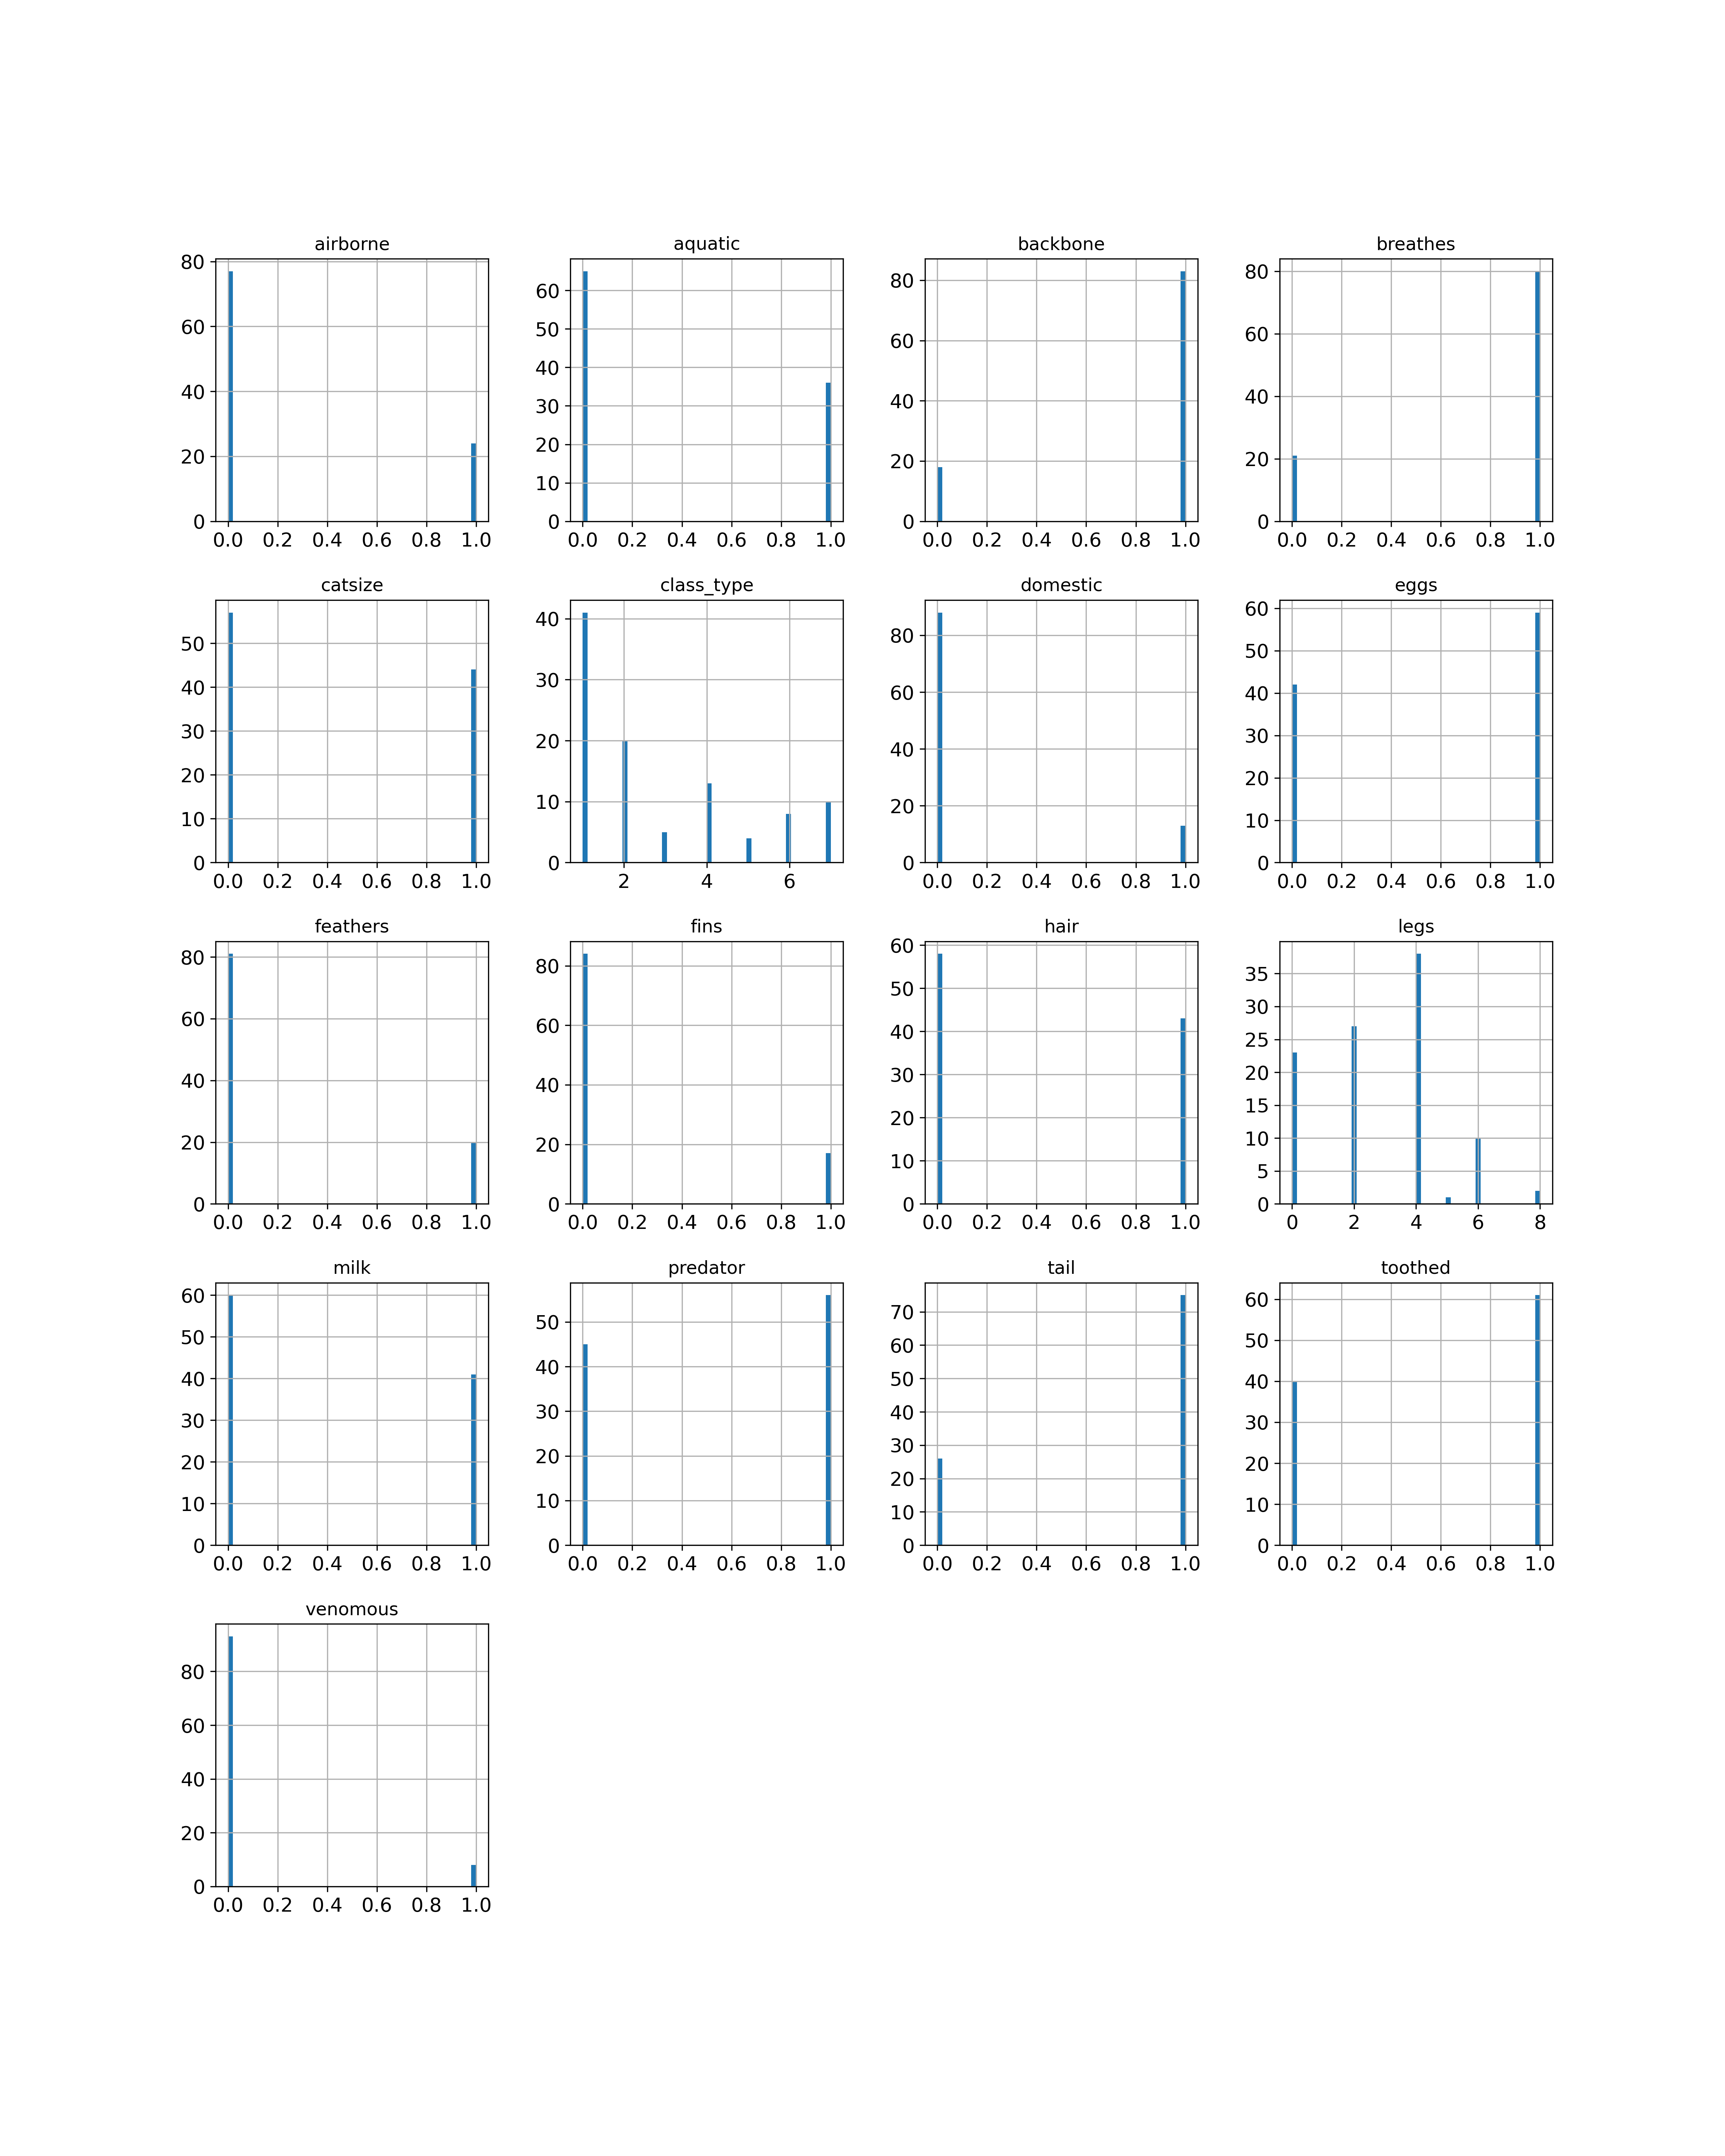 airborne aquatic backbone breathes
80 60 40 20 0
0.0 0.2 0.4 0.6 0.8 1.0
60 50 40 30 20 10 0
0.0 0.2 0.4 0.6 0.8 1.0
80 60 40 20 0
0.0 0.2 0.4 0.6 0.8 1.0
80 60 40 20 0
0.0 0.2 0.4 0.6 0.8 1.0
catsize class_type domestic eggs
50 40 30 20 10 0
0.0 0.2 0.4 0.6 0.8 1.0
40 30 20 10 0
2 4 6
80 60 40 20 0
0.0 0.2 0.4 0.6 0.8 1.0
60 50 40 30 20 10 0
0.0 0.2 0.4 0.6 0.8 1.0
feathers fins hair legs
80 60 40 20 0
0.0 0.2 0.4 0.6 0.8 1.0
80 60 40 20 0
0.0 0.2 0.4 0.6 0.8 1.0
60 50 40 30 20 10 0
0.0 0.2 0.4 0.6 0.8 1.0
35 30 25 20 15 10 5 0
0 2 4 6 8
milk predator tail toothed
60 50 40 30 20 10 0
0.0 0.2 0.4 0.6 0.8 1.0
50 40 30 20 10 0
0.0 0.2 0.4 0.6 0.8 1.0
70 60 50 40 30 20 10 0
0.0 0.2 0.4 0.6 0.8 1.0
60 50 40 30 20 10 0
0.0 0.2 0.4 0.6 0.8 1.0
venomous
80 60 40 20 0
0.0 0.2 0.4 0.6 0.8 1.0